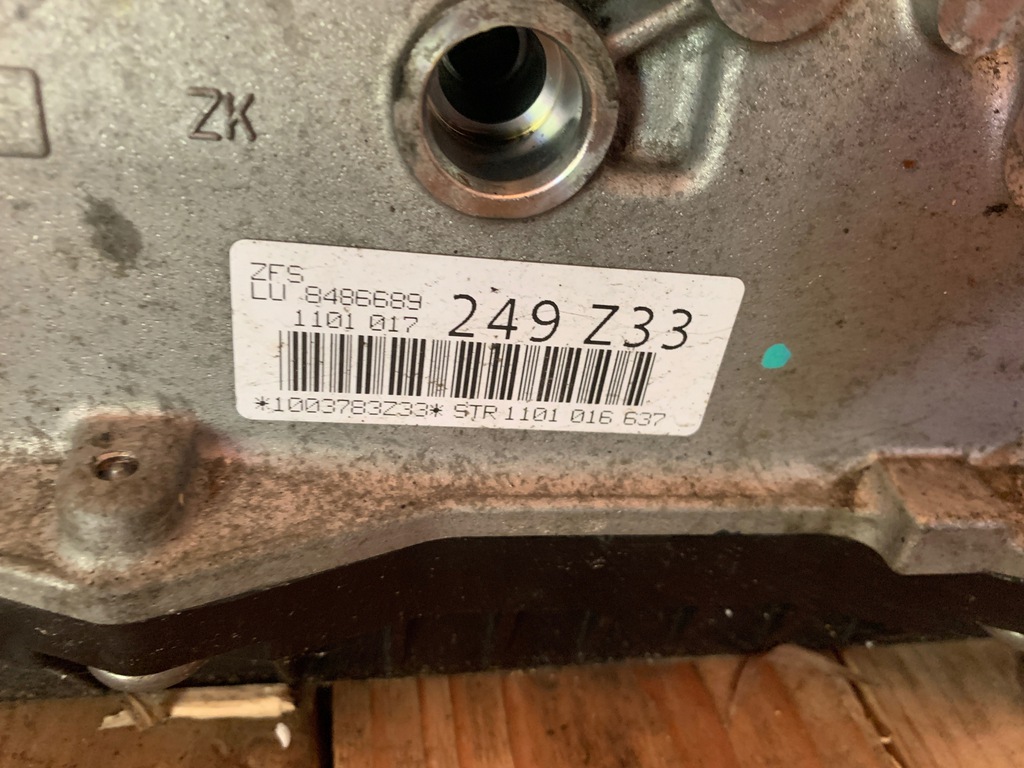 ZK
ZFS
LU 8486689
1101 017
249 Z33
*1003783Z33* STR 1101 016 637